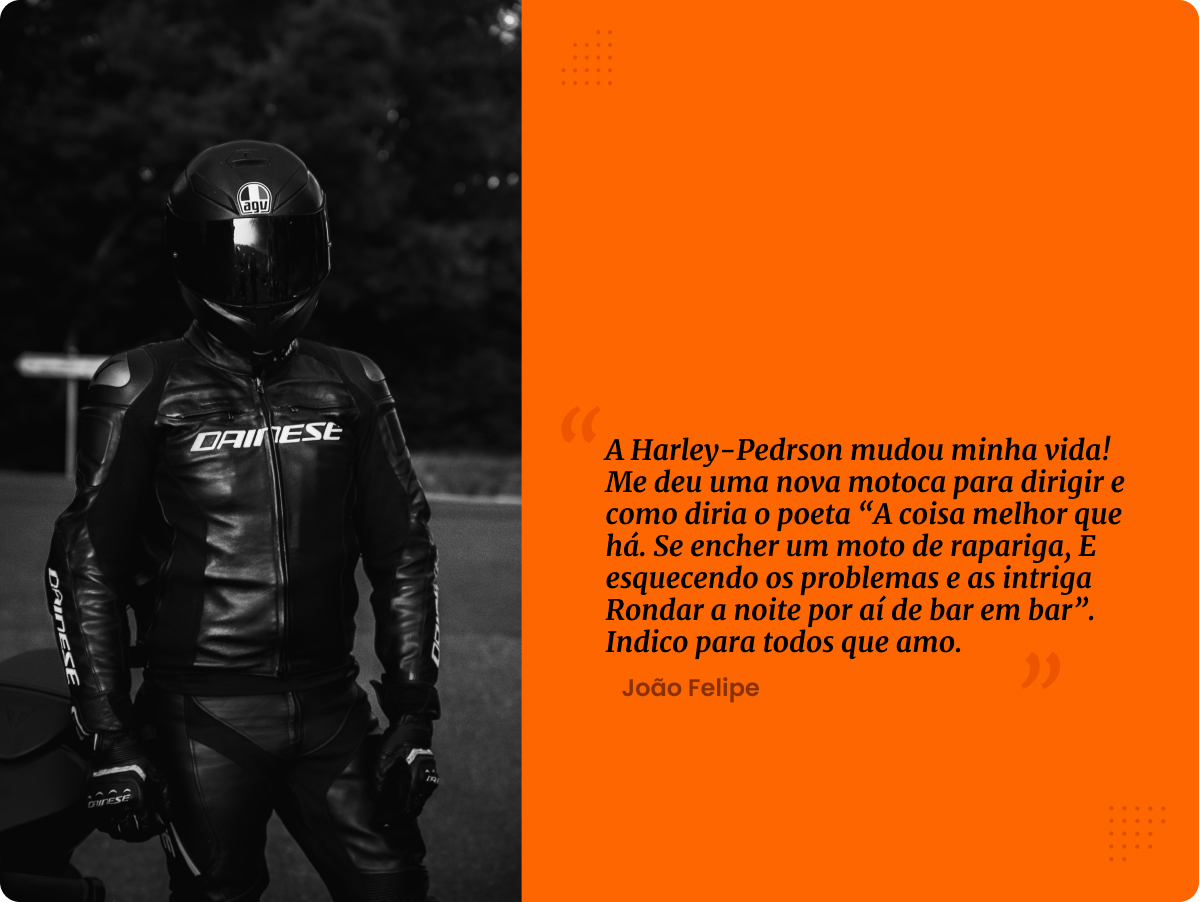 agv
DAINESE
DAINESE
DAINESE
“
A Harley-Pedrson mudou minha vida!
Me deu uma nova motoca para dirigir e
como diria o poeta “A coisa melhor que
há. Se encher um moto de rapariga, E
esquecendo os problemas e as intriga
Rondar a noite por aí de bar em bar”.
Indico para todos que amo.
”
João Felipe